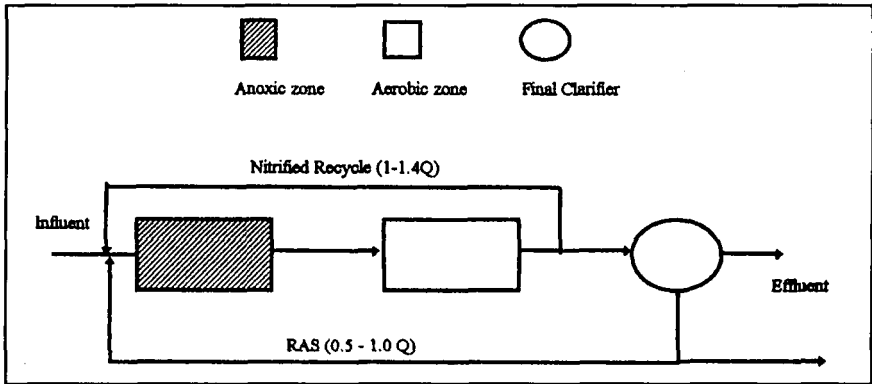 Anoxic zone Aerobic zone Final Clarifier
Nitrified Recycle (1-1.4Q)
Influent
Effluent
RAS (0.5 - 1.0 Q)